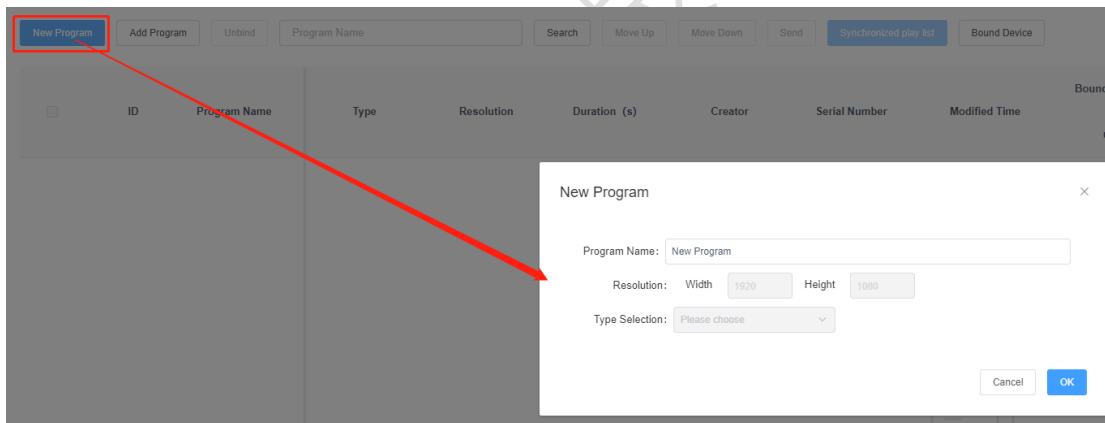 New Program Add Program Unbind Program Name Search Move Up Move Down Send Synchronized play list Bound Device
Bound
ID Program Name Type Resolution Duration (s) Creator Serial Number Modified Time
New Program
Program Name: New Program
Resolution: Width 1920 Height 1080
Type Selection: Please choose
Cancel OK